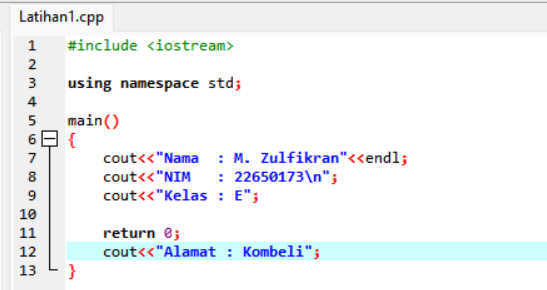 Latihan1.cpp
1 #include <iostream>
2
3 using namespace std;
4
5 main()
6 {
7 cout<<"Nama  : M. Zulfikran"<<endl;
8 cout<<"NIM   : 22650173\n";
9 cout<<"Kelas : E";
10
11 return 0;
12 cout<<"Alamat : Kombeli";
13 }